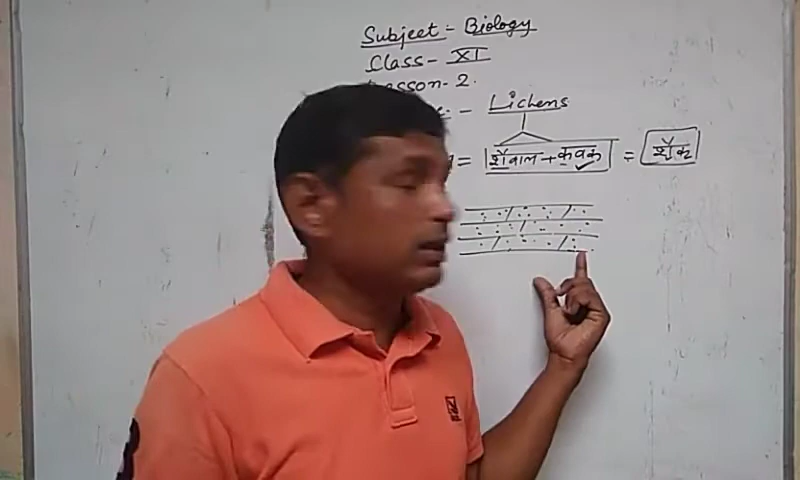 Subject:- Biology
Class- XI
Lesson- 2.
- Lichens
= शैवाल + कवक = शैक